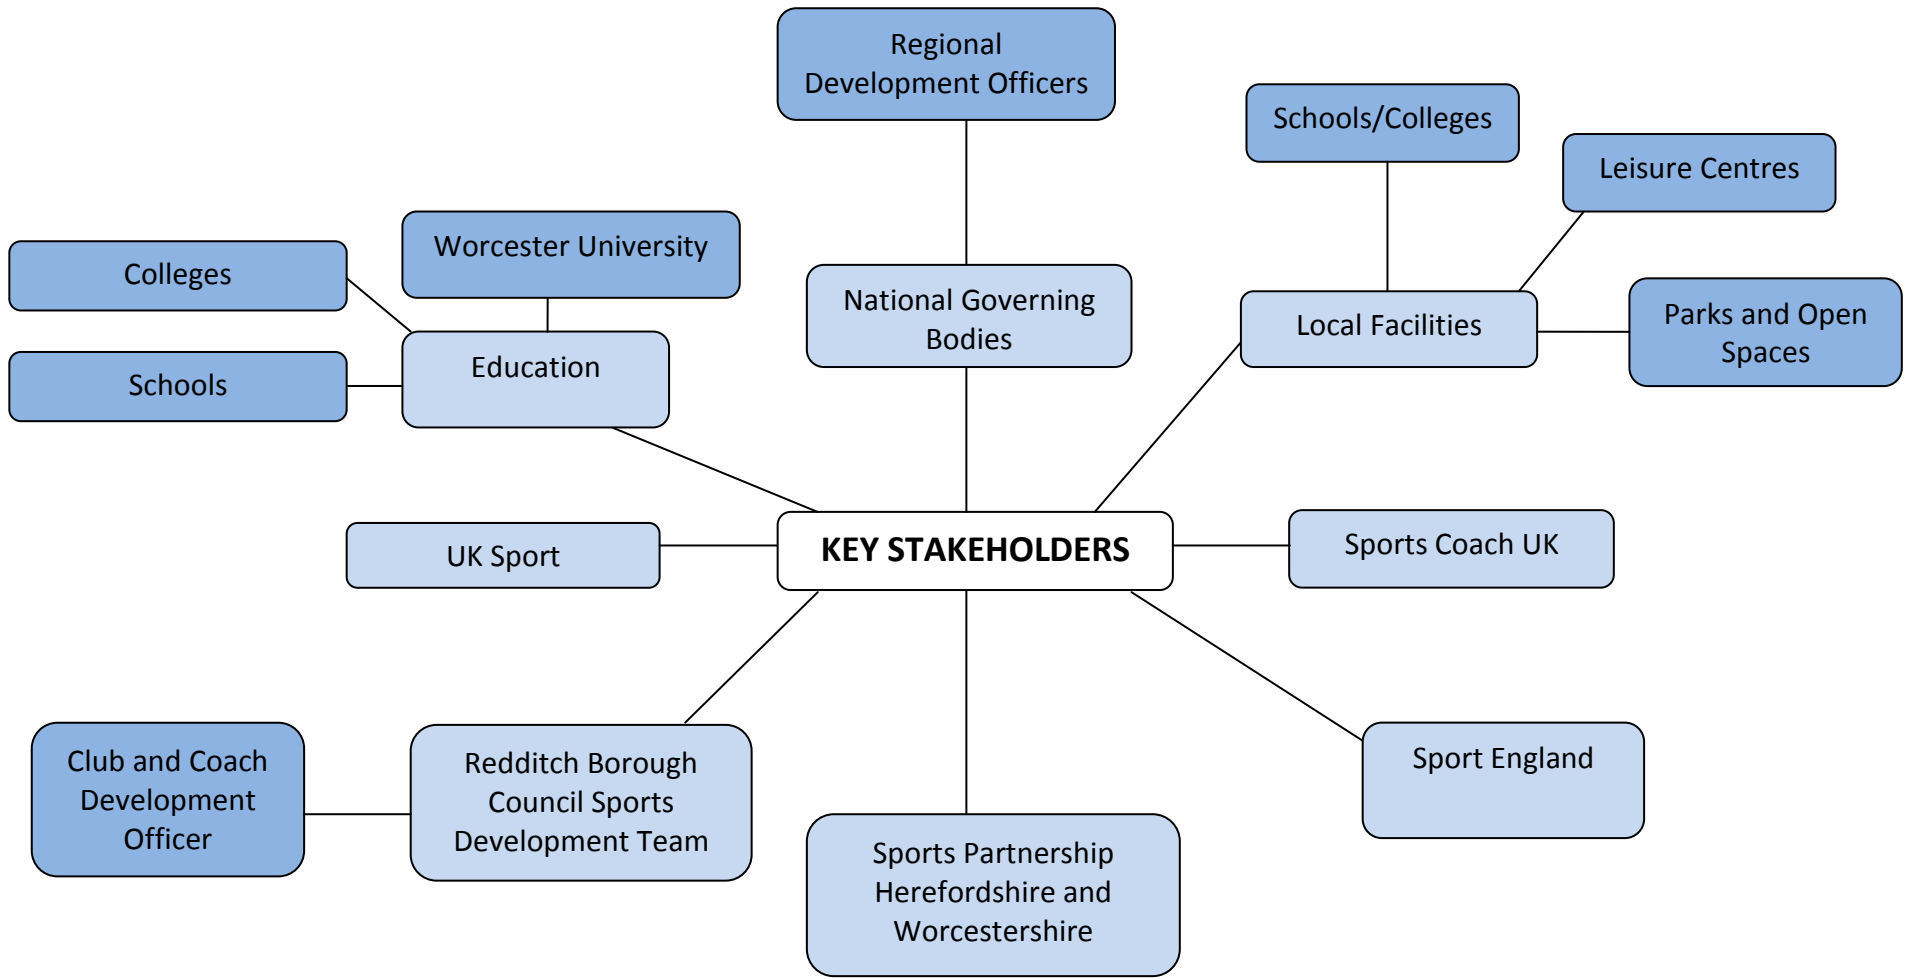 Regional
Development Officers
Schools/Colleges
Leisure Centres
Worcester University
Colleges
National Governing
Bodies
Local Facilities
Parks and Open
Spaces
Education
Schools
UK Sport
KEY STAKEHOLDERS
Sports Coach UK
Club and Coach
Development
Officer
Redditch Borough
Council Sports
Development Team
Sport England
Sports Partnership
Herefordshire and
Worcestershire